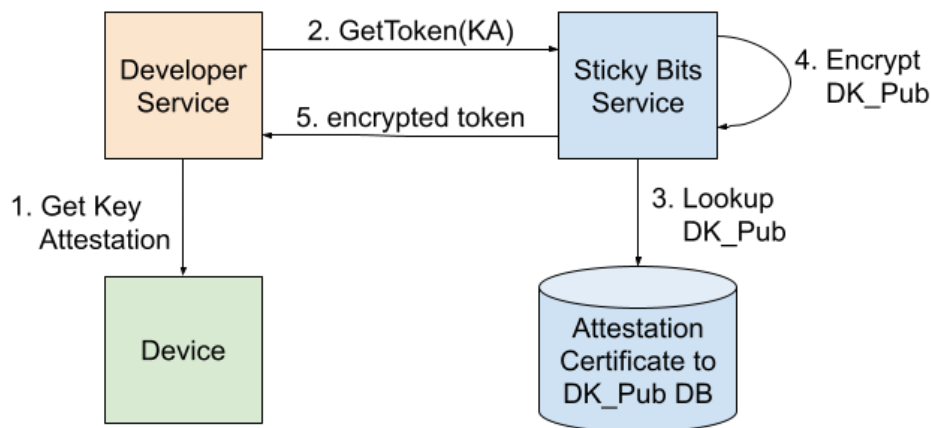 2. GetToken(KA)
Developer
Service
Sticky Bits
Service
4. Encrypt
DK_Pub
5. encrypted token
1. Get Key
Attestation
3. Lookup
DK_Pub
Device
Attestation
Certificate to
DK_Pub DB